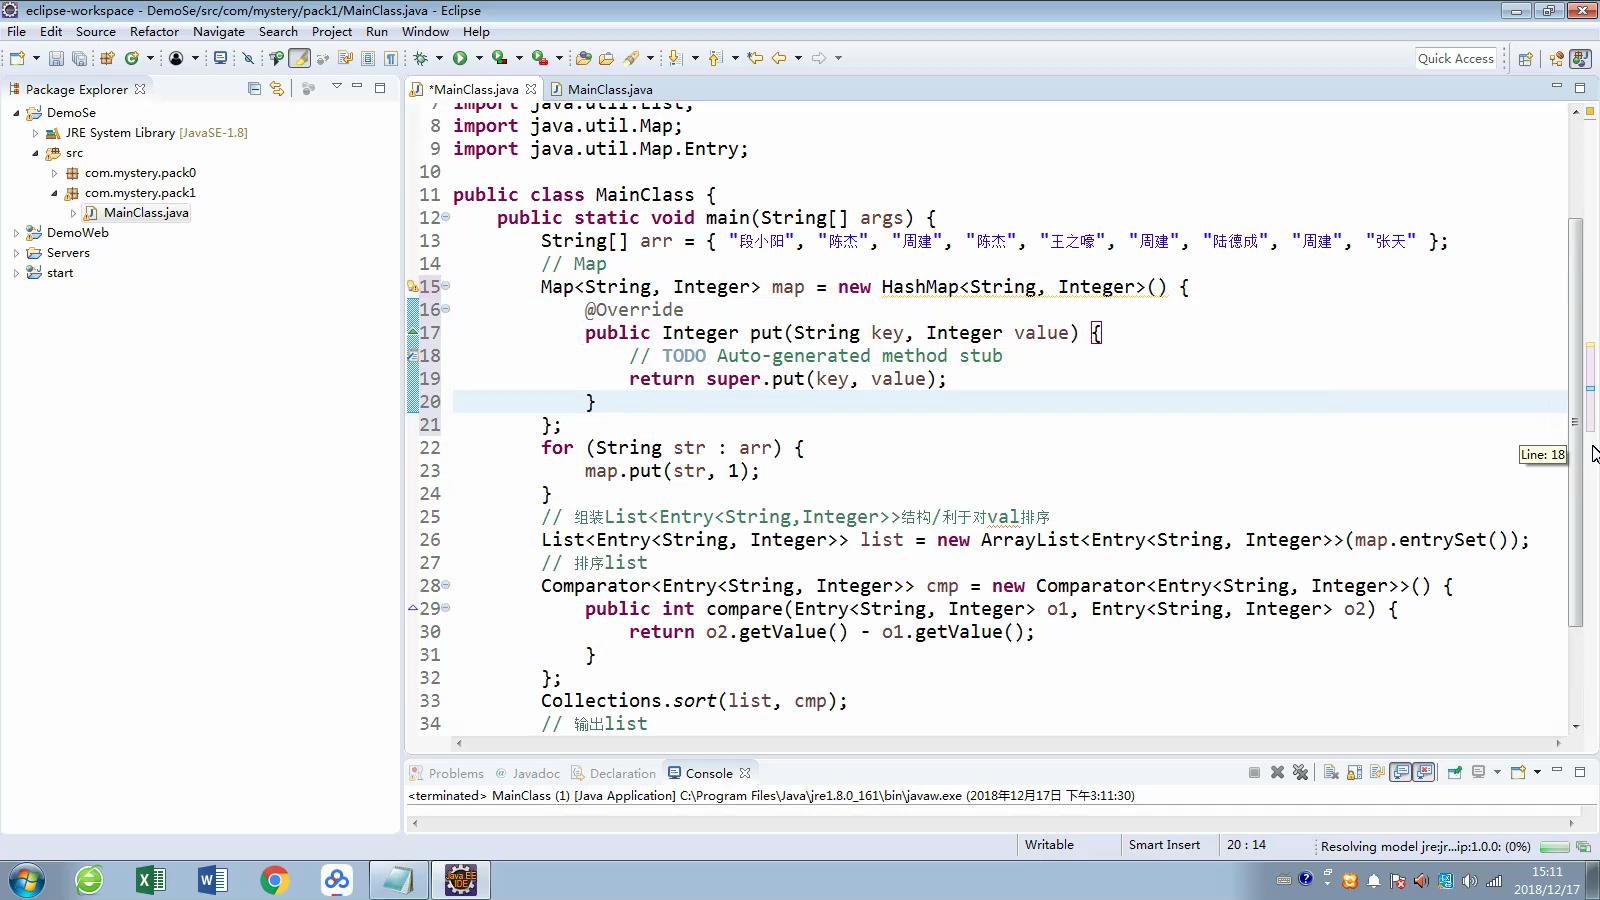 eclipse-workspace - DemoSe/src/com/mystery/pack1/MainClass.java - Eclipse
File Edit Source Refactor Navigate Search Project Run Window Help
Quick Access
Package Explorer
*MainClass.java MainClass.java
DemoSe
JRE System Library [JavaSE-1.8]
src
com.mystery.pack0
com.mystery.pack1
MainClass.java
DemoWeb
Servers
start
7 import java.util.List;
8 import java.util.Map;
9 import java.util.Map.Entry;
10
11 public class MainClass {
12 public static void main(String[] args) {
13 String[] arr = { "段小阳", "陈杰", "周建", "陈杰", "王之嚎", "周建", "陆德成", "周建", "张天" };
14 // Map
15 Map<String, Integer> map = new HashMap<String, Integer>() {
16 @Override
17 public Integer put(String key, Integer value) {
18 // TODO Auto-generated method stub
19 return super.put(key, value);
20 }
21 };
22 for (String str : arr) {
23 map.put(str, 1);
24 }
25 // 组装List<Entry<String,Integer>>结构/利于对val排序
26 List<Entry<String, Integer>> list = new ArrayList<Entry<String, Integer>>(map.entrySet());
27 // 排序list
28 Comparator<Entry<String, Integer>> cmp = new Comparator<Entry<String, Integer>>() {
29 public int compare(Entry<String, Integer> o1, Entry<String, Integer> o2) {
30 return o2.getValue() - o1.getValue();
31 }
32 };
33 Collections.sort(list, cmp);
34 // 输出list
Line: 18
Problems Javadoc Declaration Console
<terminated> MainClass (1) [Java Application] C:\Program Files\Java\jre1.8.0_161\bin\javaw.exe (2018年12月17日 下午3:11:30)
Writable Smart Insert 20 : 14 Resolving model jre:jr...ip:1.0.0: (0%)
Java EE
IDE
15:11
2018/12/17